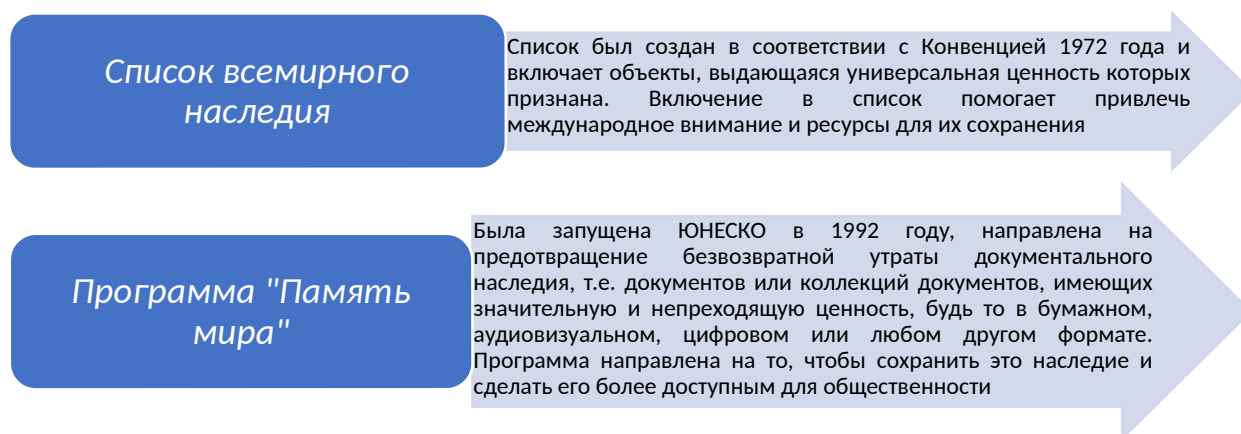 Список всемирного
наследия
Список был создан в соответствии с Конвенцией 1972 года и
включает объекты, выдающаяся универсальная ценность которых
признана. Включение в список помогает привлечь
международное внимание и ресурсы для их сохранения
Программа "Память
мира"
Была запущена ЮНЕСКО в 1992 году, направлена на
предотвращение безвозвратной утраты документального
наследия, т.е. документов или коллекций документов, имеющих
значительную и непреходящую ценность, будь то в бумажном,
аудиовизуальном, цифровом или любом другом формате.
Программа направлена на то, чтобы сохранить это наследие и
сделать его более доступным для общественности